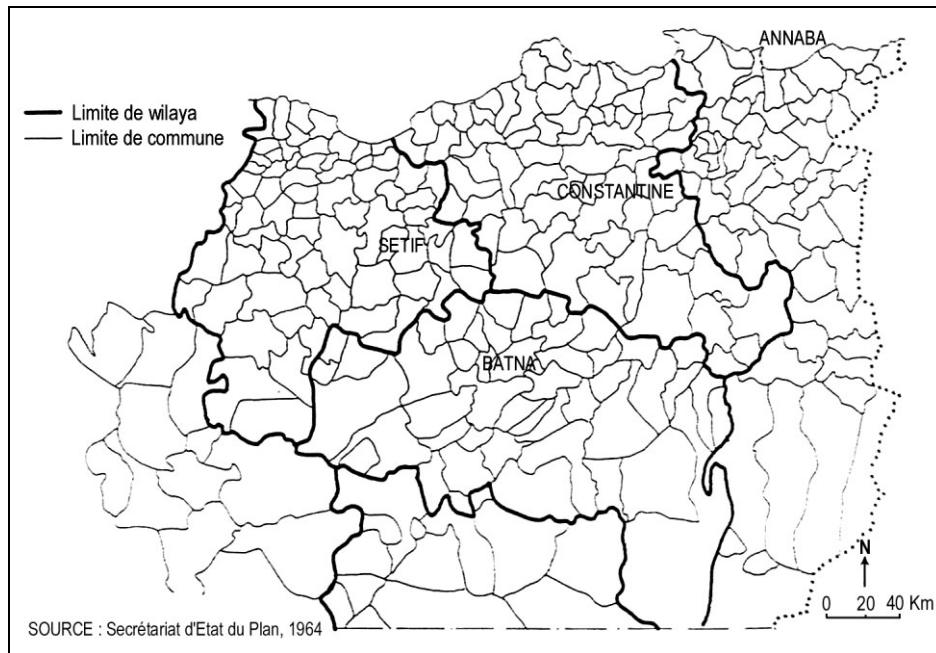 ANNABA
Limite de wilaya
Limite de commune
CONSTANTINE
SETIF
BATNA
N
0 20 40 Km
SOURCE : Secrétariat d'Etat du Plan, 1964